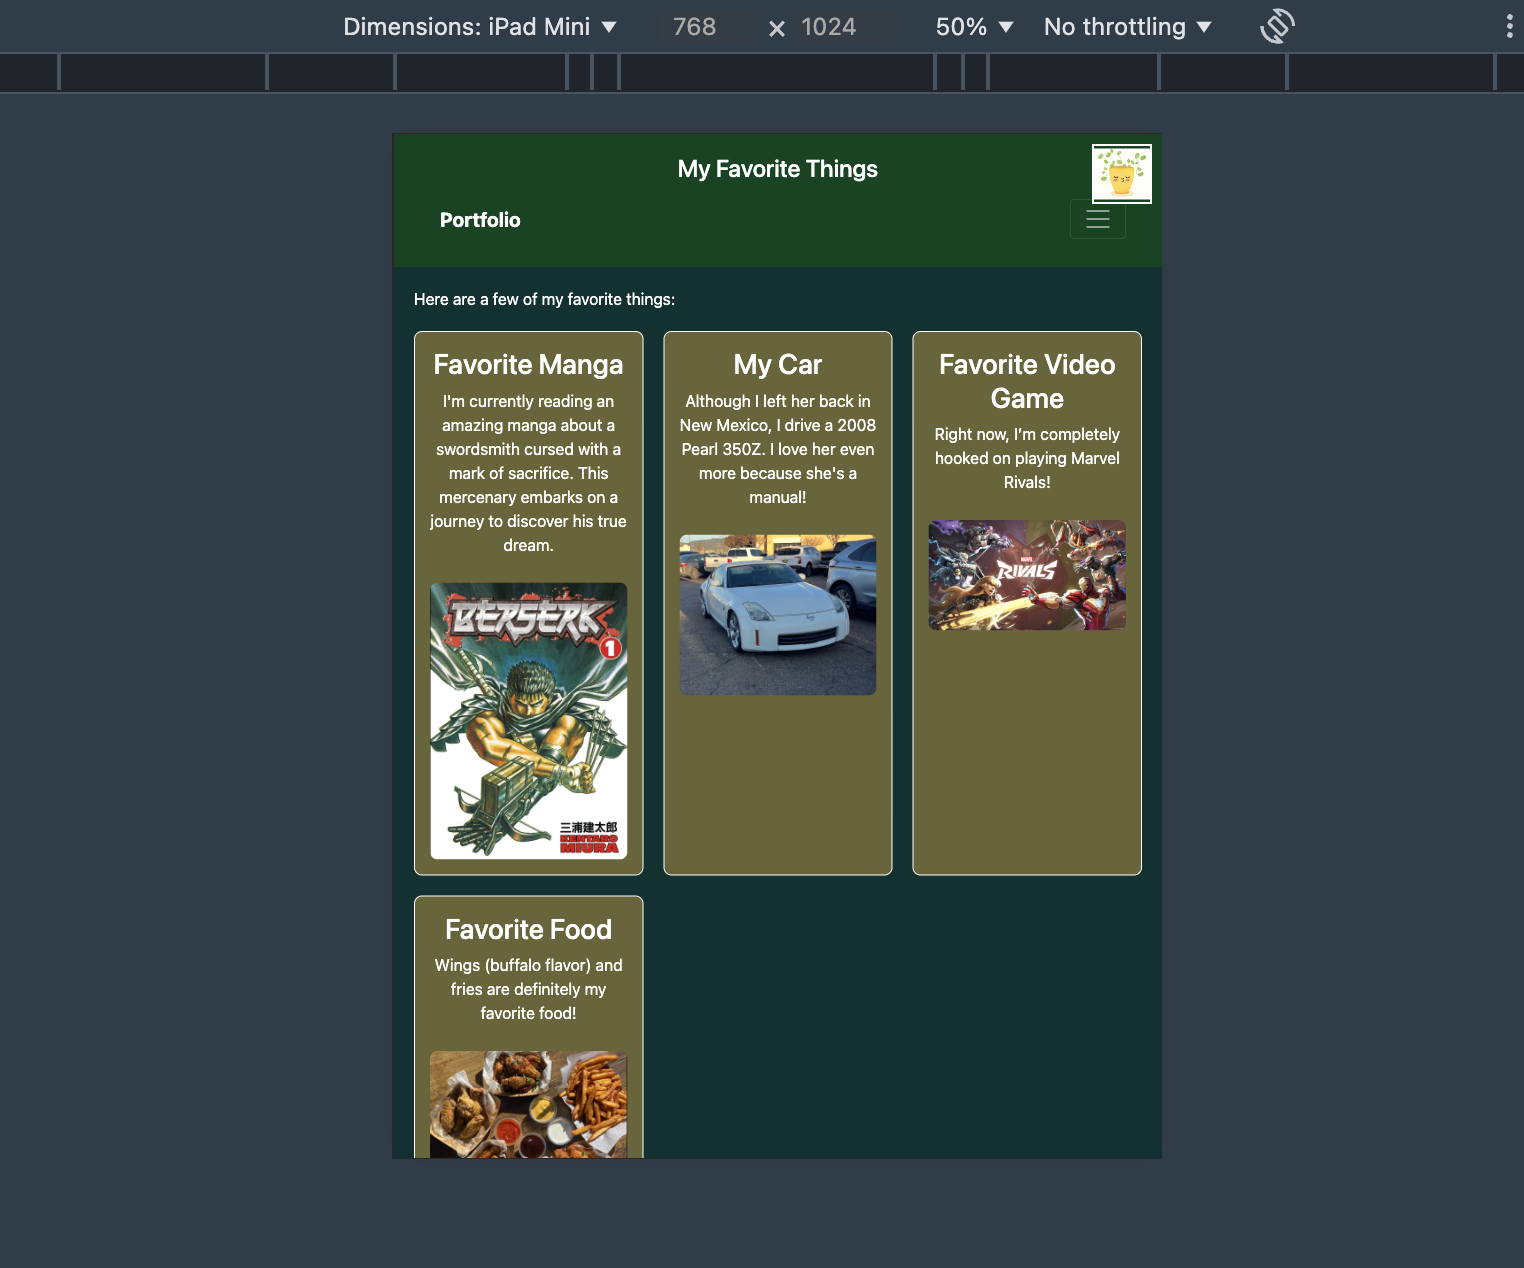 Dimensions: iPad Mini ▼ 768 × 1024 50% ▼ No throttling ▼
My Favorite Things
Portfolio
Here are a few of my favorite things:
Favorite Manga
I'm currently reading an
amazing manga about a
swordsmith cursed with a
mark of sacrifice. This
mercenary embarks on a
journey to discover his true
dream.
BERSERK
1
三浦建太郎
KENTARO
MIURA
My Car
Although I left her back in
New Mexico, I drive a 2008
Pearl 350Z. I love her even
more because she's a
manual!
Favorite Video
Game
Right now, I'm completely
hooked on playing Marvel
Rivals!
MARVEL
RIVALS
Favorite Food
Wings (buffalo flavor) and
fries are definitely my
favorite food!